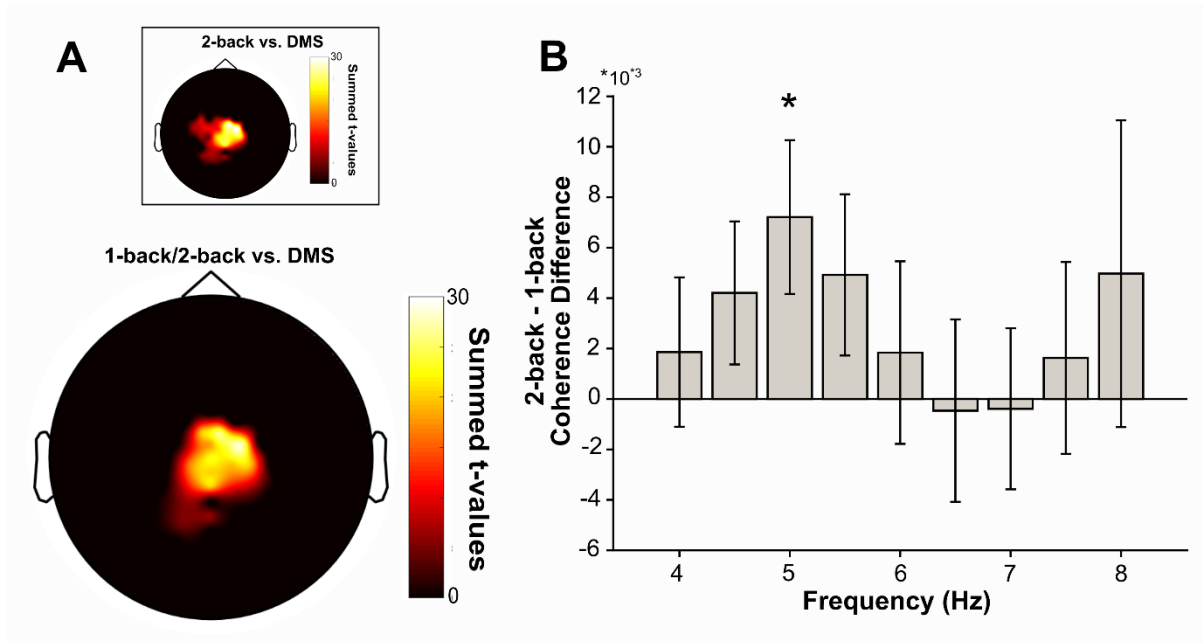 A
2-back vs. DMS
30
Summed t-values
0
1-back/2-back vs. DMS
30
Summed t-values
0
B
*10*³
*
12
10
8
6
4
2
0
-2
-4
-6
2-back - 1-back
Coherence Difference
4 5 6 7 8
Frequency (Hz)